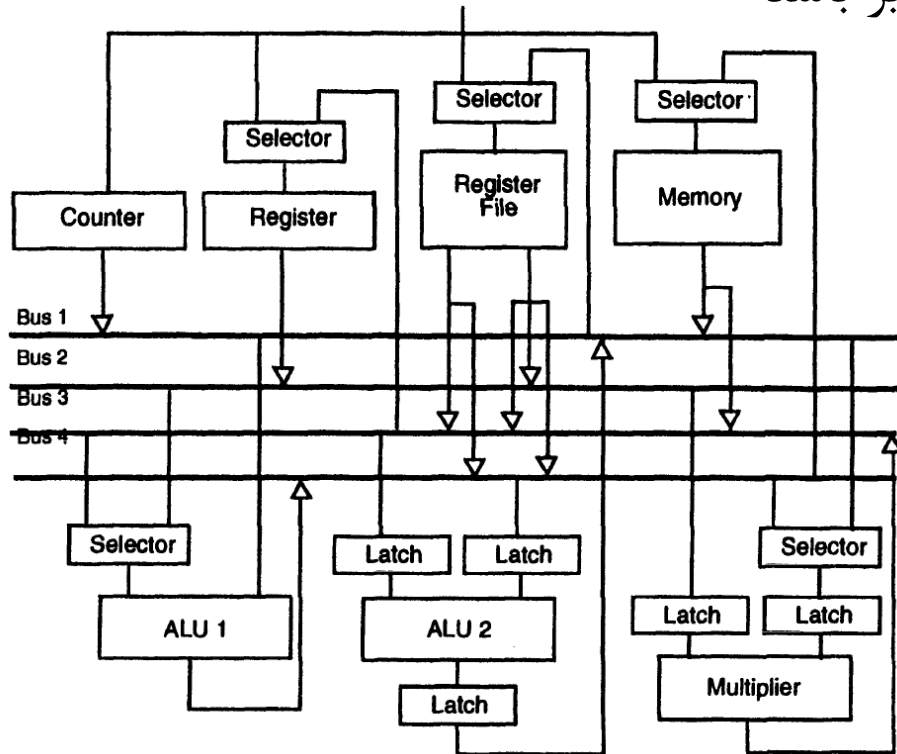 باشد
Selector
Selector
Selector
Counter
Register
Register
File
Memory
Bus 1
Bus 2
Bus 3
Bus 4
Selector
Latch
Latch
Selector
ALU 1
ALU 2
Latch
Latch
Latch
Multiplier